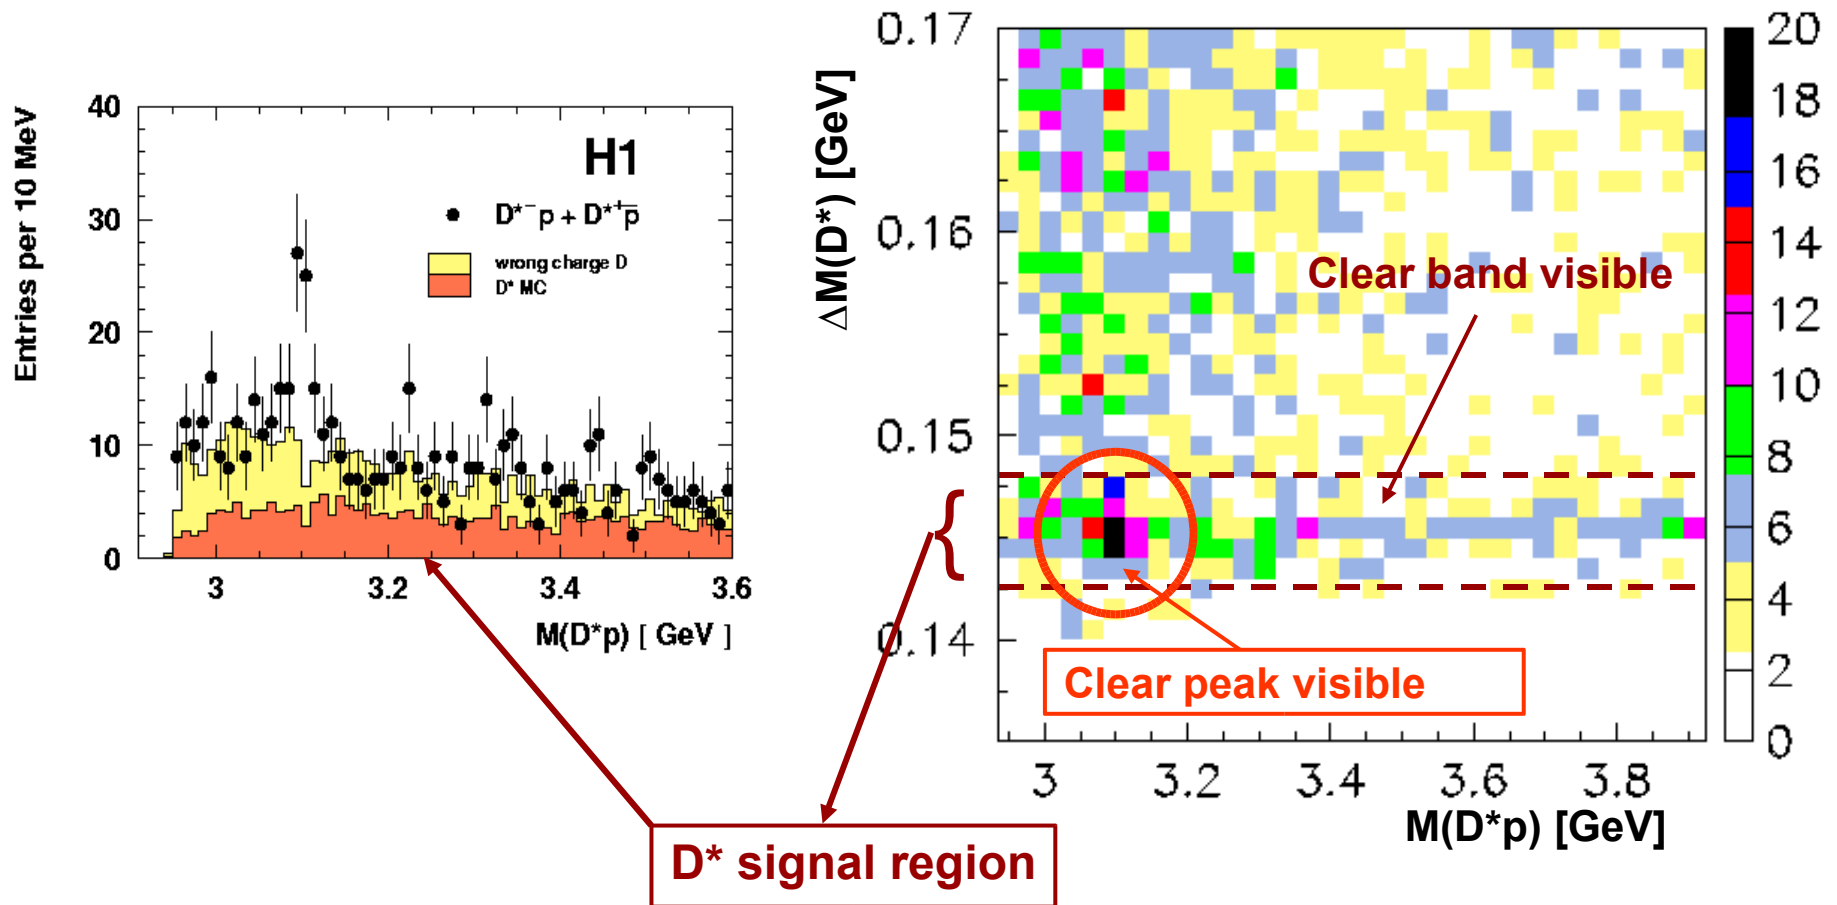 40
30
20
10
0
Entries per 10 MeV
H1
D*⁻p + D*⁺p̄
wrong charge D
D* MC
3
3.2
3.4
3.6
M(D*p) [ GeV ]
0.17
0.16
0.15
0.14
ΔM(D*) [GeV]
Clear band visible
{
Clear peak visible
3
3.2
3.4
3.6
3.8
M(D*p) [GeV]
20
18
16
14
12
10
8
6
4
2
0
D* signal region